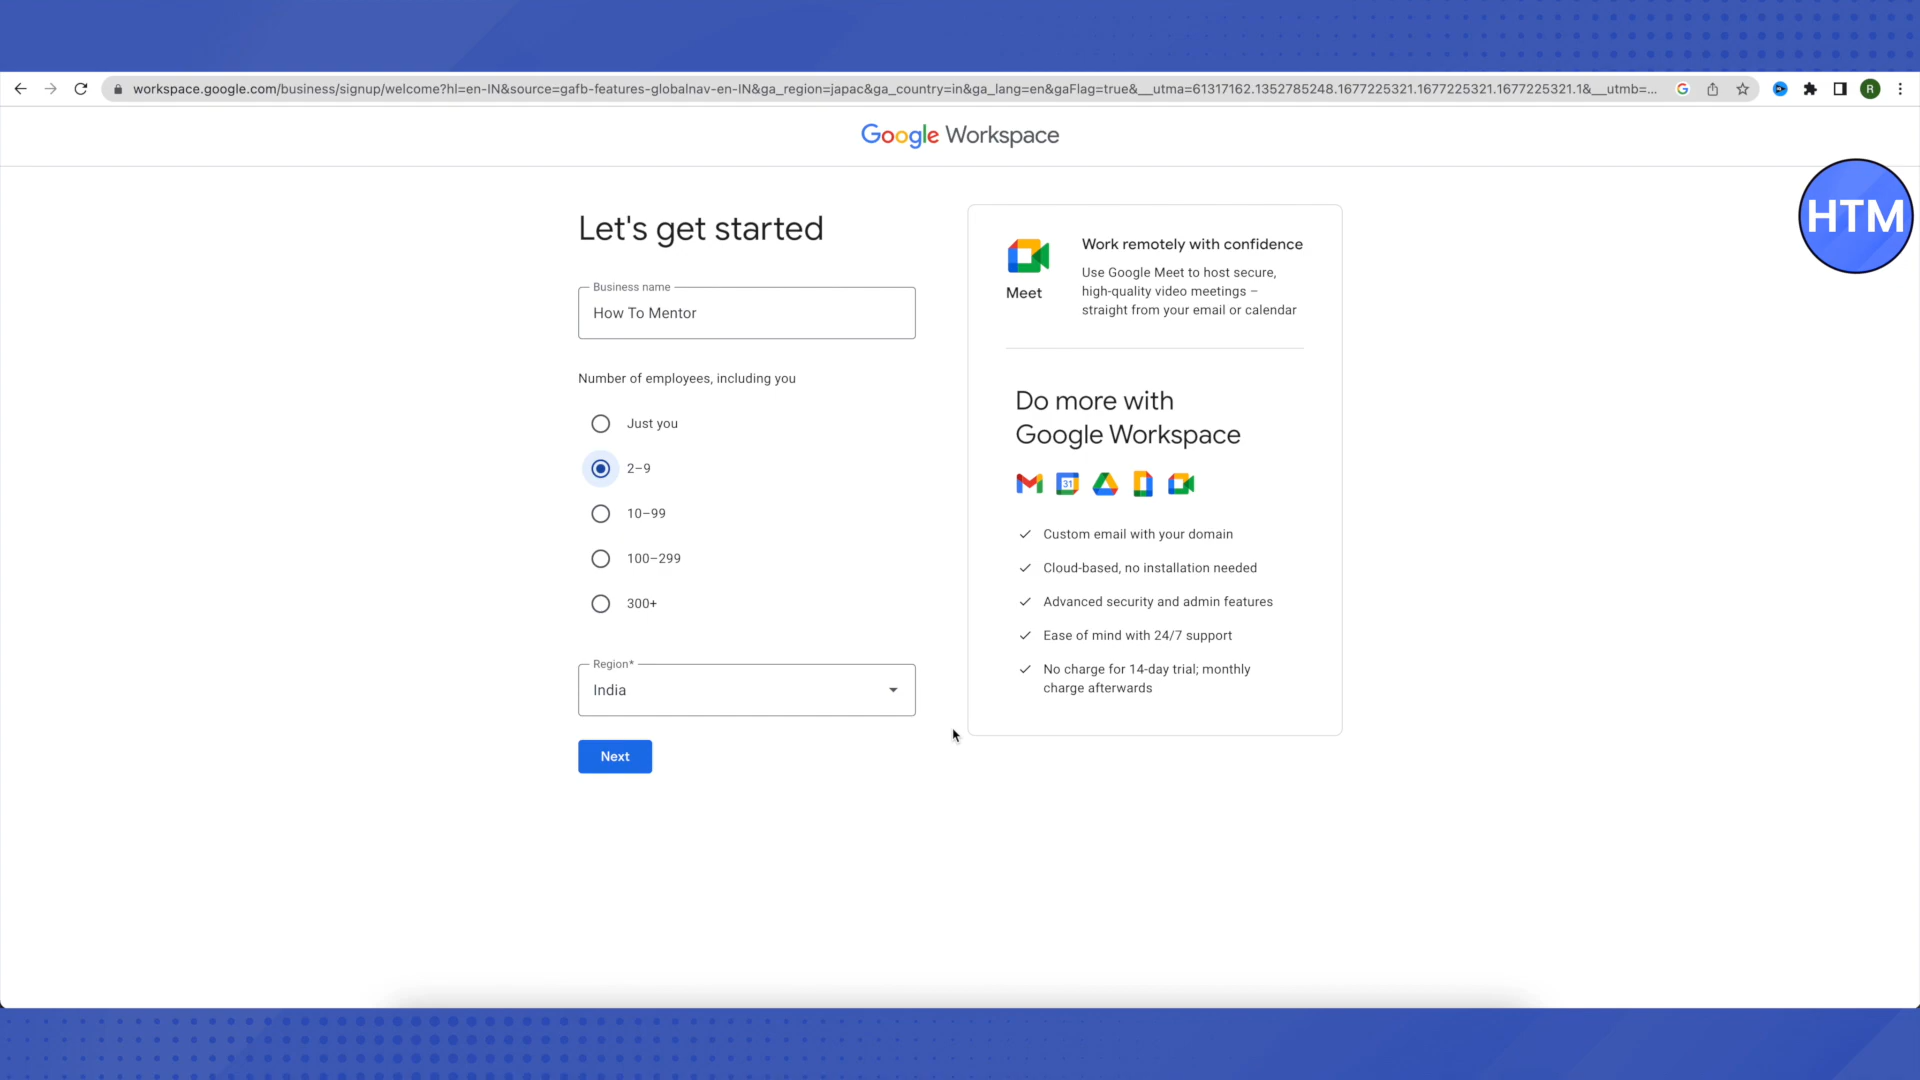 workspace.google.com/business/signup/welcome?hl=en-IN&source=gafb-features-globalnav-en-IN&ga_region=japac&ga_country=in&ga_lang=en&gaFlag=true&__utma=61317162.1352785248.1677225321.1677225321.1677225321.1&__utmb=...
R
Google Workspace
HTM
Let's get started
Business name
How To Mentor
Number of employees, including you
Just you
2–9
10–99
100–299
300+
Region*
India
Next
Meet
Work remotely with confidence
Use Google Meet to host secure,
high-quality video meetings –
straight from your email or calendar
Do more with
Google Workspace
31
Custom email with your domain
Cloud-based, no installation needed
Advanced security and admin features
Ease of mind with 24/7 support
No charge for 14-day trial; monthly
charge afterwards